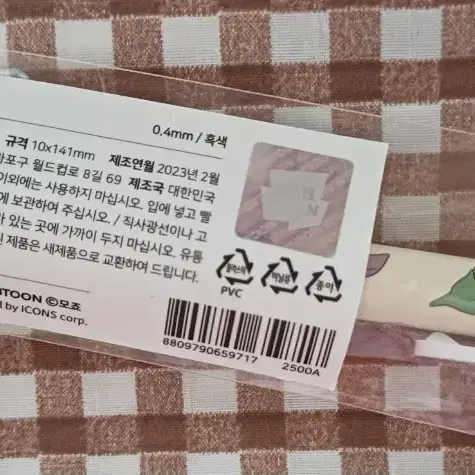 0.4mm / 흑색
규격 10x141mm 제조연월 2023년 2월
마포구 월드컵로 8길 69 제조국 대한민국
이외에는 사용하지 마십시오. 입에 넣고 빨
에 보관하여 주십시오. / 직사광선이나 고
가 있는 곳에 가까이 두지 마십시오. 유통
된 제품은 새제품으로 교환하여 드립니다.
BN
플라스틱
비닐류
종이
PVC
BTOON ©모죠
d by ICONS corp.
8809790659717
2500A